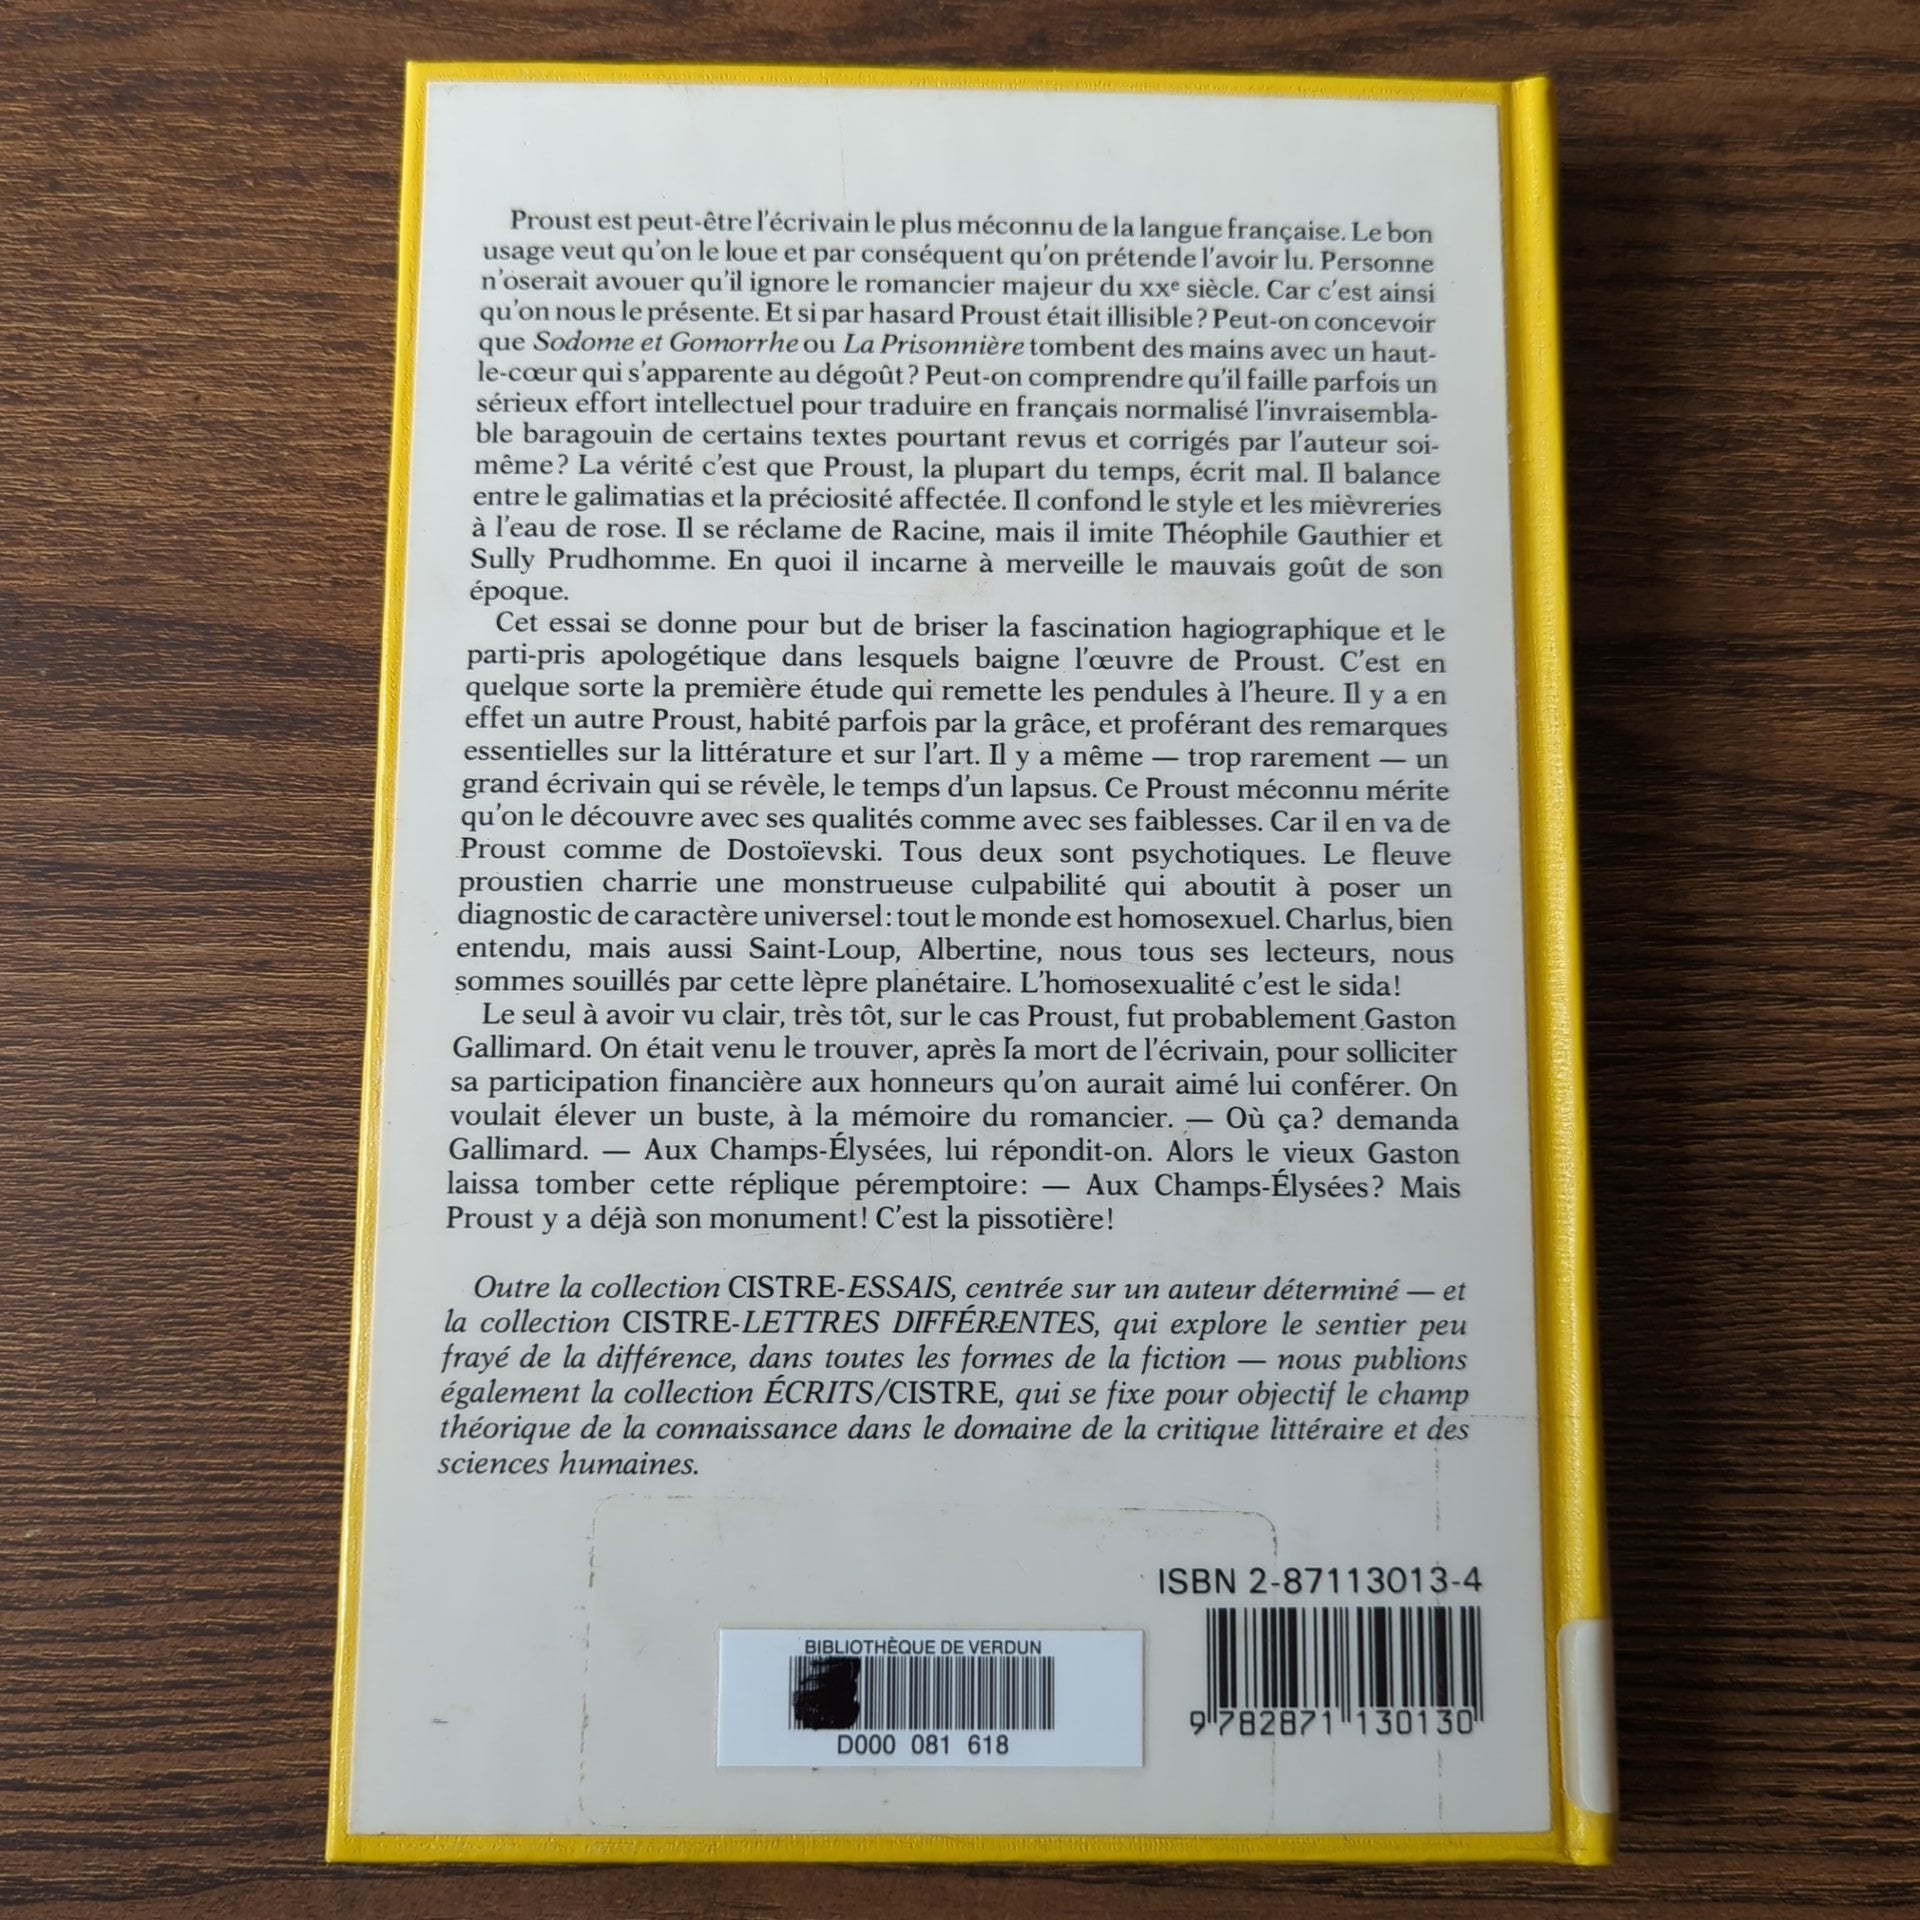 Proust est peut-être l'écrivain le plus méconnu de la langue française. Le bon
usage veut qu'on le loue et par conséquent qu'on prétende l'avoir lu. Personne
n'oserait avouer qu'il ignore le romancier majeur du XXe siècle. Car c'est ainsi
qu'on nous le présente. Et si par hasard Proust était illisible? Peut-on concevoir
que Sodome et Gomorrhe ou La Prisonnière tombent des mains avec un haut-
le-cœur qui s'apparente au dégoût? Peut-on comprendre qu'il faille parfois un
sérieux effort intellectuel pour traduire en français normalisé l'invraisembla-
ble baragouin de certains textes pourtant revus et corrigés par l'auteur soi-
même? La vérité c'est que Proust, la plupart du temps, écrit mal. Il balance
entre le galimatias et la préciosité affectée. Il confond le style et les mièvreries
à l'eau de rose. Il se réclame de Racine, mais il imite Théophile Gauthier et
Sully Prudhomme. En quoi il incarne à merveille le mauvais goût de son
époque.
Cet essai se donne pour but de briser la fascination hagiographique et le
parti-pris apologétique dans lesquels baigne l'œuvre de Proust. C'est en
quelque sorte la première étude qui remette les pendules à l'heure. Il y a en
effet un autre Proust, habité parfois par la grâce, et proférant des remarques
essentielles sur la littérature et sur l'art. Il y a même — trop rarement — un
grand écrivain qui se révèle, le temps d'un lapsus. Ce Proust méconnu mérite
qu'on le découvre avec ses qualités comme avec ses faiblesses. Car il en va de
Proust comme de Dostoïevski. Tous deux sont psychotiques. Le fleuve
proustien charrie une monstrueuse culpabilité qui aboutit à poser un
diagnostic de caractère universel: tout le monde est homosexuel. Charlus, bien
entendu, mais aussi Saint-Loup, Albertine, nous tous ses lecteurs, nous
sommes souillés par cette lèpre planétaire. L'homosexualité c'est le sida!
Le seul à avoir vu clair, très tôt, sur le cas Proust, fut probablement Gaston
Gallimard. On était venu le trouver, après la mort de l'écrivain, pour solliciter
sa participation financière aux honneurs qu'on aurait aimé lui conférer. On
voulait élever un buste, à la mémoire du romancier. — Où ça? demanda
Gallimard. — Aux Champs-Élysées, lui répondit-on. Alors le vieux Gaston
laissa tomber cette réplique péremptoire: — Aux Champs-Élysées? Mais
Proust y a déjà son monument! C'est la pissotière!
Outre la collection CISTRE-ESSAIS, centrée sur un auteur déterminé — et
la collection CISTRE-LETTRES DIFFÉRENTES, qui explore le sentier peu
frayé de la différence, dans toutes les formes de la fiction — nous publions
également la collection ÉCRITS/CISTRE, qui se fixe pour objectif le champ
théorique de la connaissance dans le domaine de la critique littéraire et des
sciences humaines.
ISBN 2-87113013-4
9 782871 130130
BIBLIOTHÈQUE DE VERDUN
D000 081 618